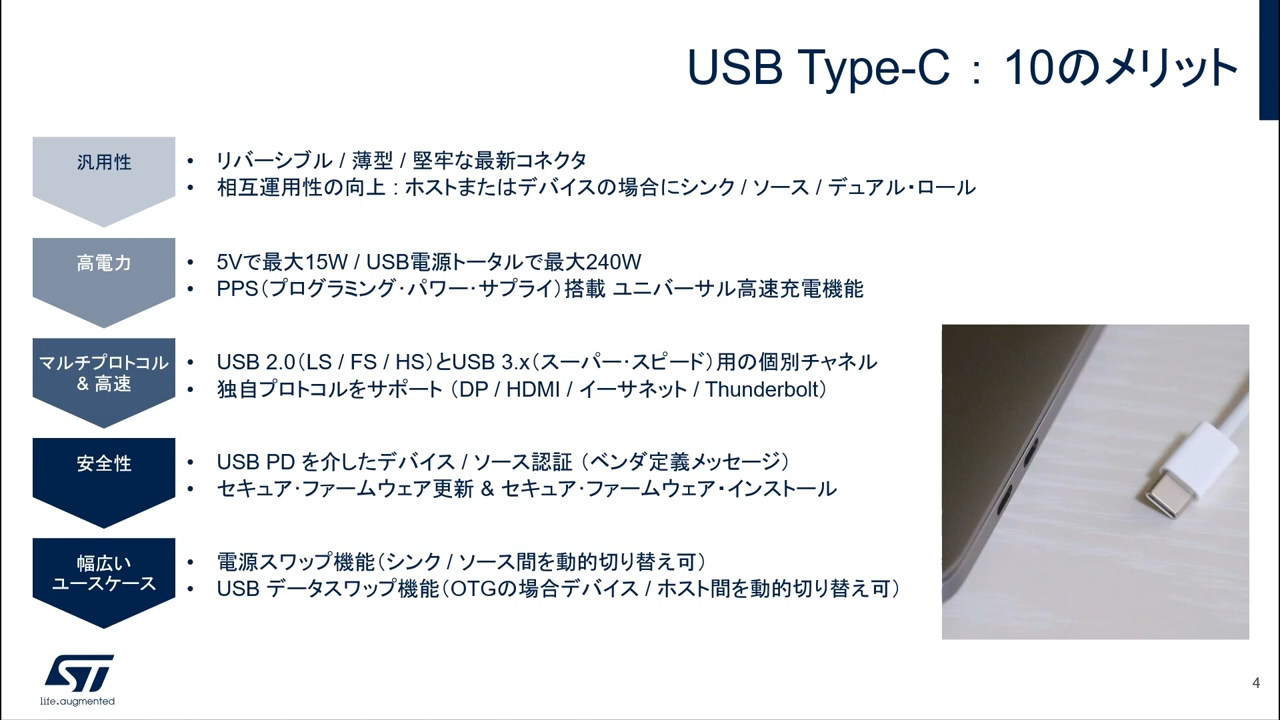 USB Type-C : 10のメリット
汎用性
• リバーシブル / 薄型 / 堅牢な最新コネクタ
• 相互運用性の向上 : ホストまたはデバイスの場合にシンク / ソース / デュアル・ロール
高電力
• 5Vで最大15W / USB電源トータルで最大240W
• PPS（プログラミング・パワー・サプライ）搭載 ユニバーサル高速充電機能
マルチプロトコル
& 高速
• USB 2.0（LS / FS / HS）とUSB 3.x（スーパー・スピード）用の個別チャネル
• 独自プロトコルをサポート （DP / HDMI / イーサネット / Thunderbolt）
安全性
• USB PD を介したデバイス / ソース認証 （ベンダ定義メッセージ）
• セキュア・ファームウェア更新 & セキュア・ファームウェア・インストール
幅広い
ユースケース
• 電源スワップ機能（シンク / ソース間を動的切り替え可）
• USB データスワップ機能（OTGの場合デバイス / ホスト間を動的切り替え可）
ST
life.augmented
4